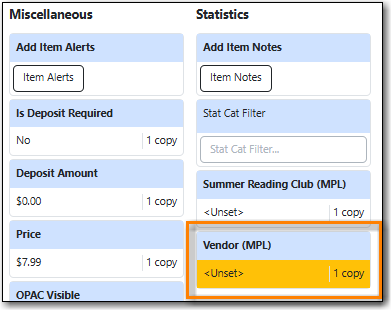 Miscellaneous
Add Item Alerts
Item Alerts
Is Deposit Required
No 1 copy
Deposit Amount
$0.00 1 copy
Price
$7.99 1 copy
OPAC Visible
Statistics
Add Item Notes
Item Notes
Stat Cat Filter
Stat Cat Filter...
Summer Reading Club (MPL)
<Unset> 1 copy
Vendor (MPL)
<Unset> 1 copy